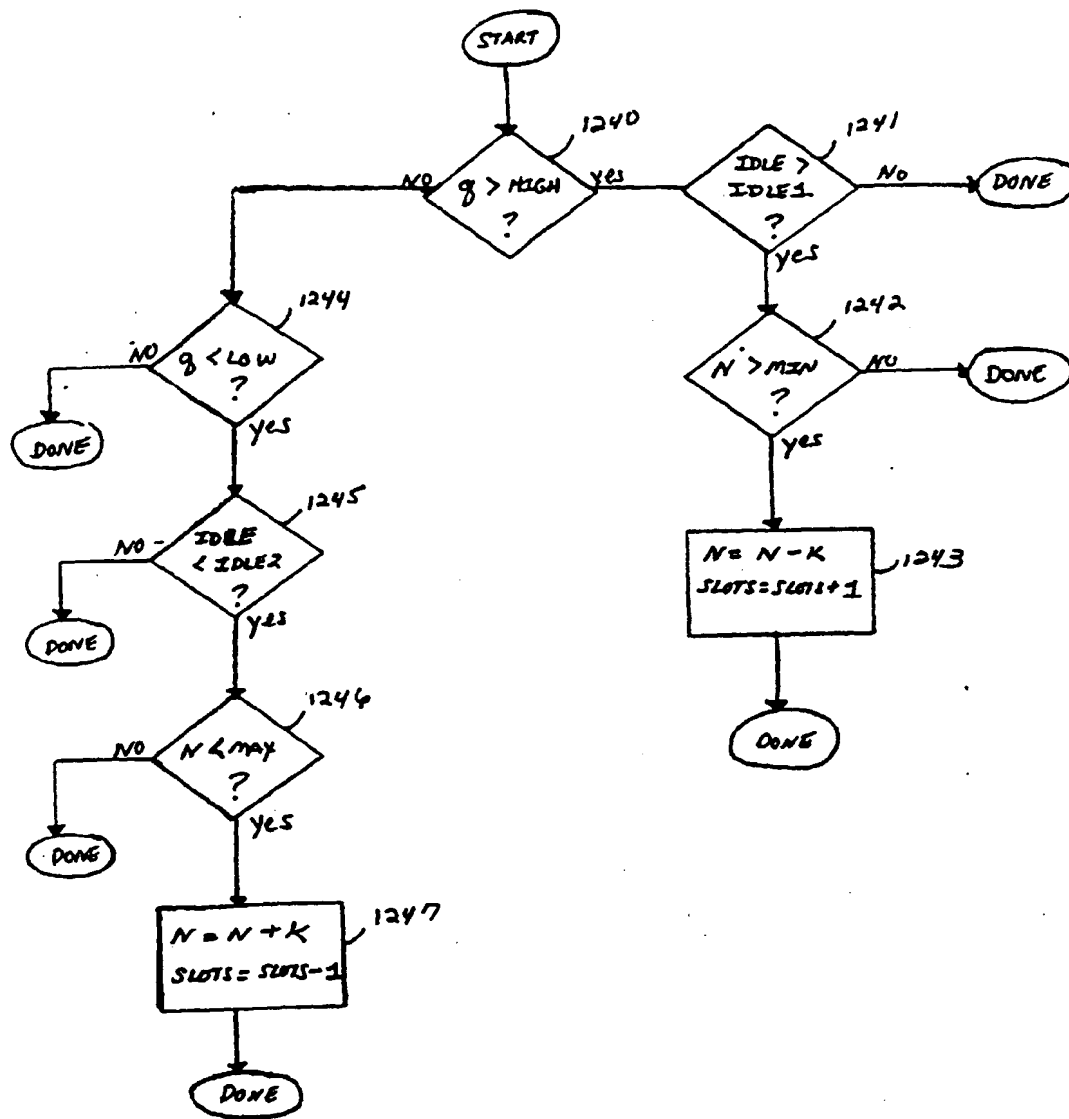 START
1240
q > HIGH
?
NO
yes
1241
IDLE >
IDLE1
?
NO
DONE
yes
1242
N > MIN
?
NO
DONE
yes
1243
N = N - K
SLOTS = SLOTS + 1
DONE
1244
q < LOW
?
NO
DONE
yes
1245
IDLE
< IDLE2
?
NO
DONE
yes
1246
N < MAX
?
NO
DONE
yes
1247
N = N + K
SLOTS = SLOTS - 1
DONE